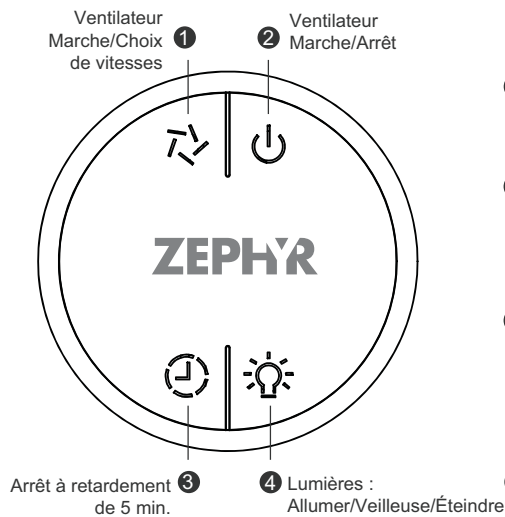 Ventilateur
Marche/Choix
de vitesses
1
2
Ventilateur
Marche/Arrêt
ZEPHYR
Arrêt à retardement
de 5 min.
3
4
Lumières :
Allumer/Veilleuse/Éteindre